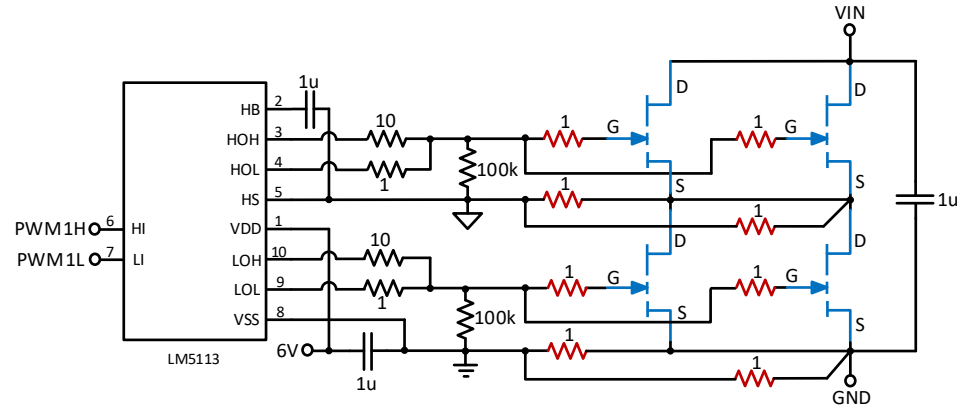 VIN
1u
HB 2
D D
HOH 3 10 1 1
G G
HOL 4
1 100k
S S
HS 5 1 1u
PWM1H 6 HI
VDD 1 1
PWM1L 7 LI
LOH 10 10 D D
LOL 9 1 1 1
G G
VSS 8 100k
S S
6V 1
LM5113 1u 1
GND